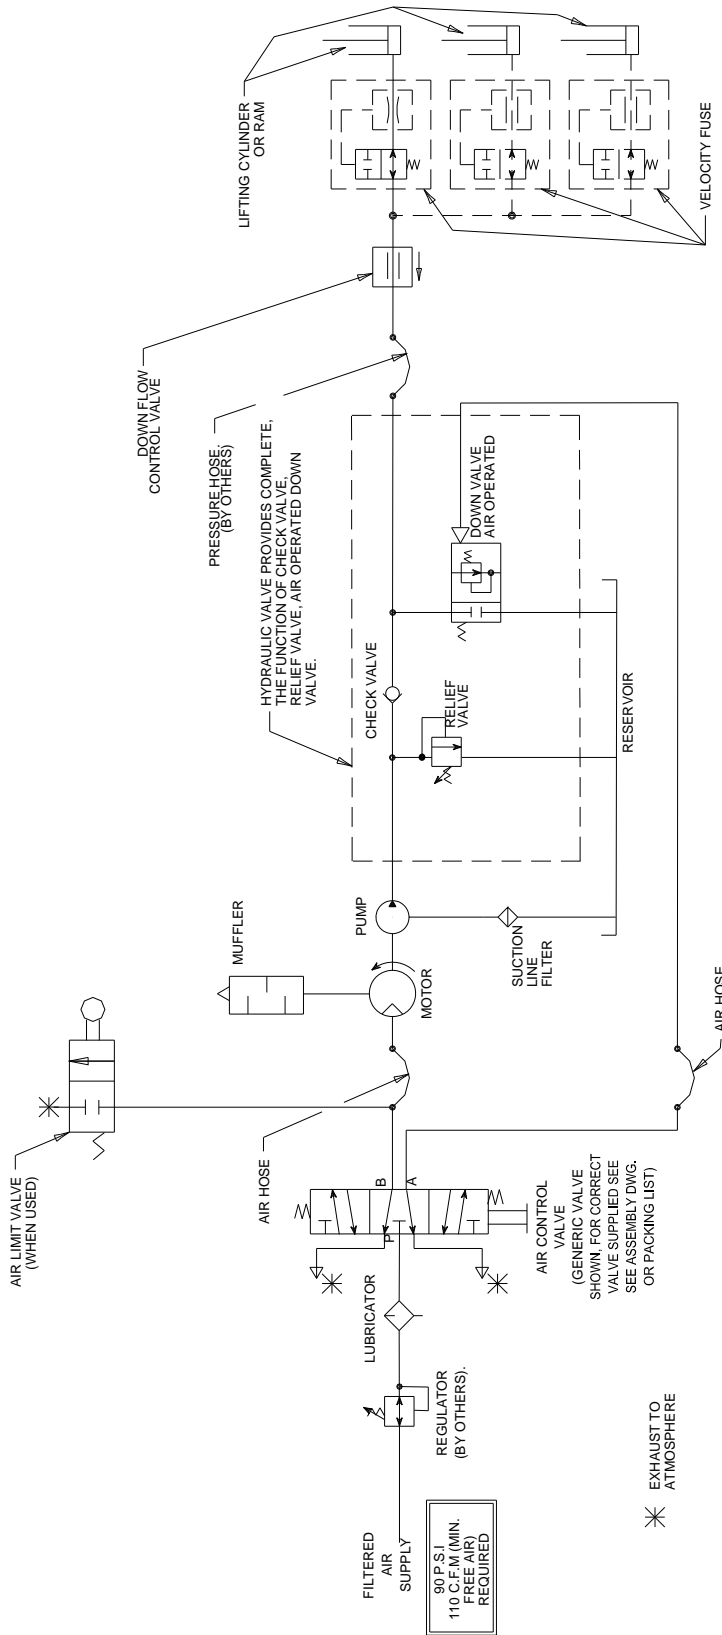 LIFTING CYLINDER
OR RAM
VELOCITY FUSE
DOWN FLOW
CONTROL VALVE
PRESSURE HOSE.
(BY OTHERS)
HYDRAULIC VALVE PROVIDES COMPLETE,
THE FUNCTION OF CHECK VALVE,
RELIEF VALVE, AIR OPERATED DOWN
VALVE.
DOWN VALVE
AIR OPERATED
CHECK VALVE
RELIEF
VALVE
RESERVOIR
PUMP
SUCTION
LINE
FILTER
MUFFLER
MOTOR
AIR HOSE
AIR HOSE
AIR LIMIT VALVE
(WHEN USED)
B
A
P
AIR CONTROL
VALVE
(GENERIC VALVE
SHOWN, FOR CORRECT
VALVE SUPPLIED SEE
SEE ASSEMBLY DWG.
OR PACKING LIST)
LUBRICATOR
REGULATOR
(BY OTHERS).
FILTERED
AIR
SUPPLY
90 P.S.I
110 C.F.M (MIN.
FREE AIR)
REQUIRED
EXHAUST TO
ATMOSPHERE